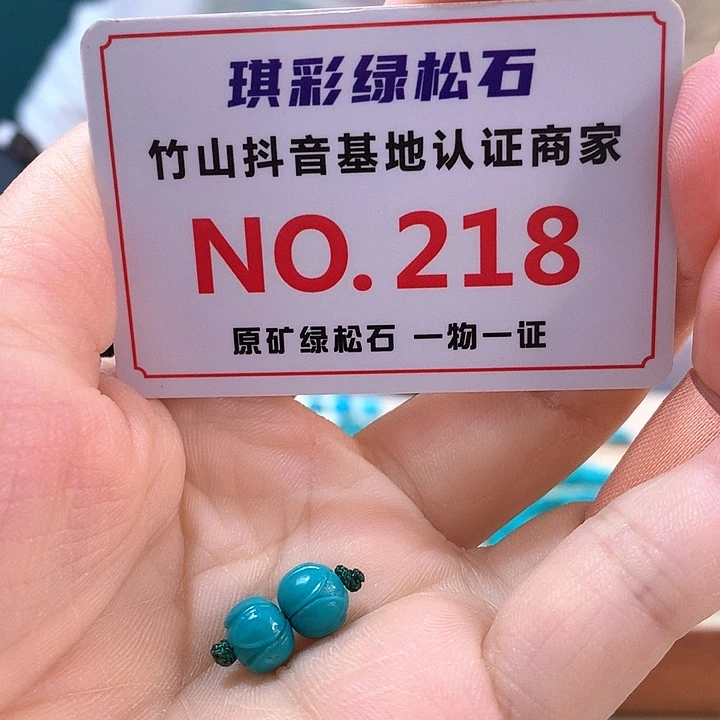 琪彩绿松石
竹山抖音基地认证商家
NO.218
原矿绿松石 一物一证